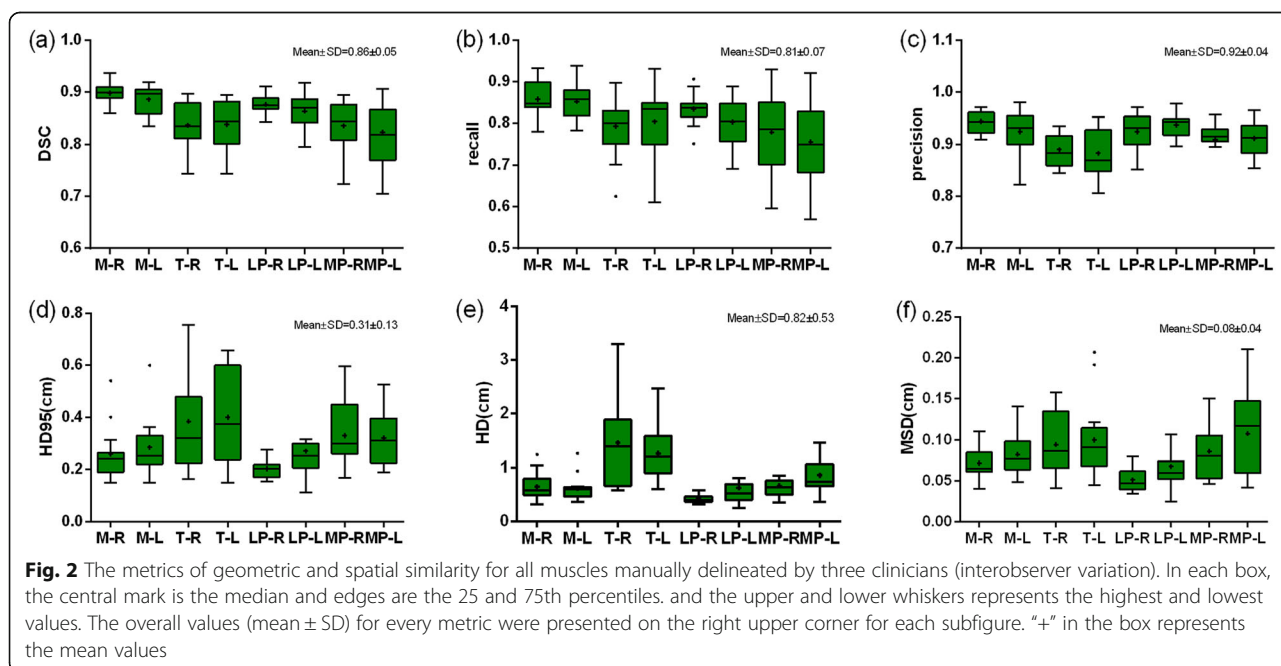 (a)
Mean±SD=0.86±0.05
1.0
0.9
0.8
0.7
0.6
DSC
M-R M-L T-R T-L LP-R LP-L MP-R MP-L
(b)
Mean±SD=0.81±0.07
1.0
0.9
0.8
0.7
0.6
0.5
recall
M-R M-L T-R T-L LP-R LP-L MP-R MP-L
(c)
Mean±SD=0.92±0.04
1.0
0.9
0.8
0.7
precision
M-R M-L T-R T-L LP-R LP-L MP-R MP-L
(d)
Mean±SD=0.31±0.13
0.8
0.6
0.4
0.2
0.0
HD95(cm)
M-R M-L T-R T-L LP-R LP-L MP-R MP-L
(e)
Mean±SD=0.82±0.53
4
3
2
1
0
HD(cm)
M-R M-L T-R T-L LP-R LP-L MP-R MP-L
(f)
Mean±SD=0.08±0.04
0.25
0.20
0.15
0.10
0.05
0.00
MSD(cm)
M-R M-L T-R T-L LP-R LP-L MP-R MP-L
Fig. 2 The metrics of geometric and spatial similarity for all muscles manually delineated by three clinicians (interobserver variation). In each box,
the central mark is the median and edges are the 25 and 75th percentiles. and the upper and lower whiskers represents the highest and lowest
values. The overall values (mean ± SD) for every metric were presented on the right upper corner for each subfigure. “+” in the box represents
the mean values